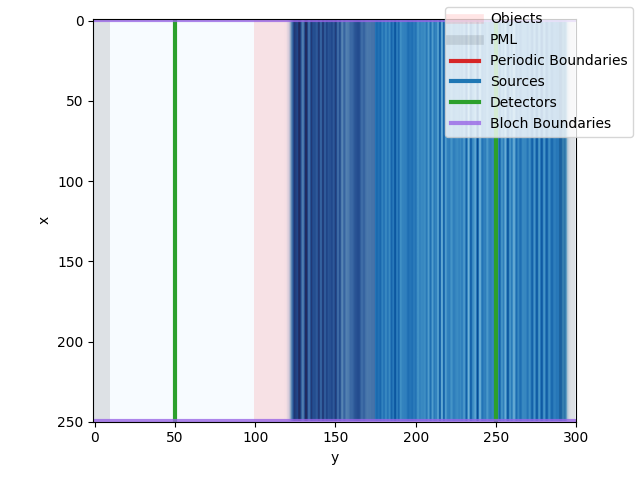 Objects
PML
Periodic Boundaries
Sources
Detectors
Bloch Boundaries
0
50
100
150
200
250
x
0 50 100 150 200 250 300
y